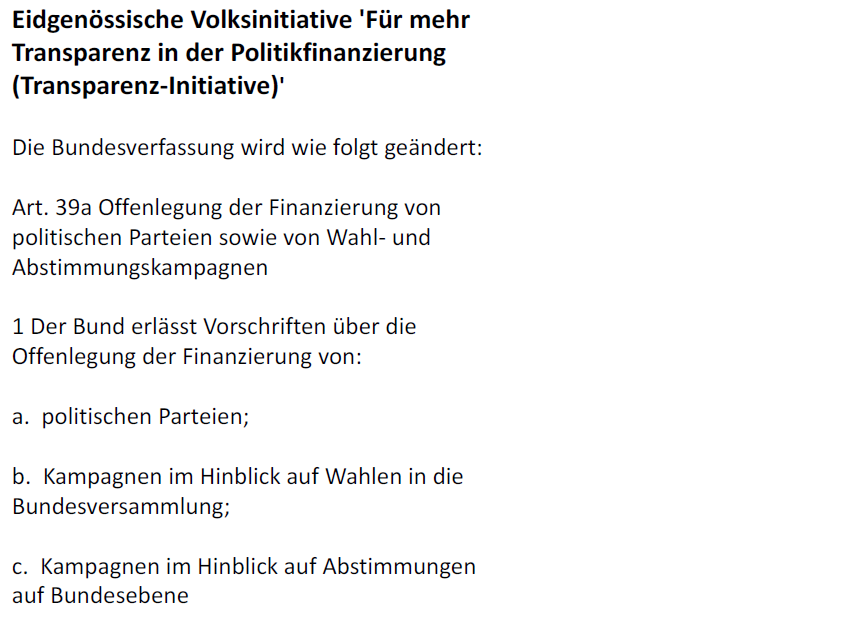 Eidgenössische Volksinitiative 'Für mehr
Transparenz in der Politikfinanzierung
(Transparenz-Initiative)'
Die Bundesverfassung wird wie folgt geändert:
Art. 39a Offenlegung der Finanzierung von
politischen Parteien sowie von Wahl- und
Abstimmungskampagnen
1 Der Bund erlässt Vorschriften über die
Offenlegung der Finanzierung von:
a.  politischen Parteien;
b.  Kampagnen im Hinblick auf Wahlen in die
Bundesversammlung;
c.  Kampagnen im Hinblick auf Abstimmungen
auf Bundesebene